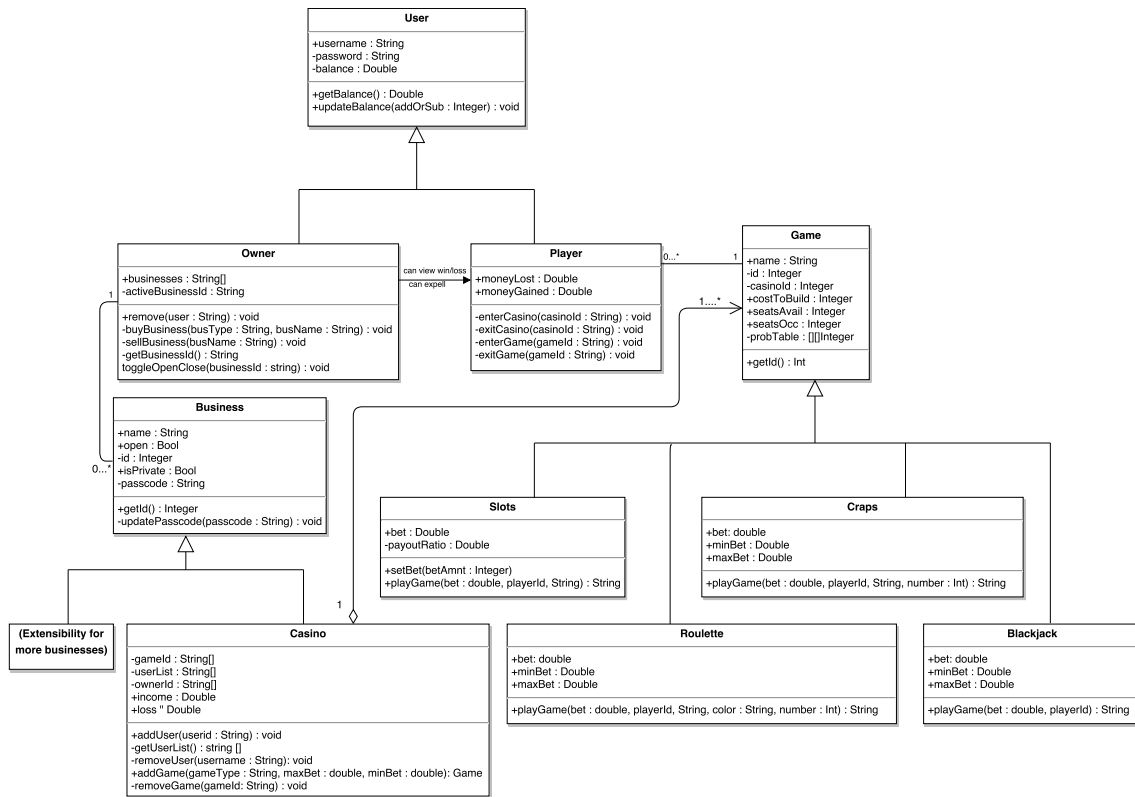 User
+username : String
-password : String
-balance : Double
+getBalance() : Double
+updateBalance(addOrSub : Integer) : void
Owner
+businesses : String[]
-activeBusinessId : String
+remove(user : String) : void
-buyBusiness(busType : String, busName : String) : void
-sellBusiness(busName : String) : void
-getBusinessId() : String
toggleOpenClose(businessId : string) : void
can view win/loss
can expell
Player
+moneyLost : Double
+moneyGained : Double
-enterCasino(casinoId : String) : void
-exitCasino(casinoId : String) : void
-enterGame(gameId : String) : void
-exitGame(gameId : String) : void
0...*
1
Game
+name : String
-id : Integer
-casinoId : Integer
+costToBuild : Integer
+seatsAvail : Integer
+seatsOcc : Integer
-probTable : [][]Integer
+getId() : Int
1
1....*
Business
+name : String
+open : Bool
-id : Integer
+isPrivate : Bool
-passcode : String
+getId() : Integer
-updatePasscode(passcode : String) : void
0...*
Slots
+bet : Double
-payoutRatio : Double
+setBet(betAmnt : Integer)
+playGame(bet : double, playerId, String) : String
Craps
+bet: double
+minBet : Double
+maxBet : Double
+playGame(bet : double, playerId, String, number : Int) : String
1
(Extensibility for
more businesses)
Casino
-gameId : String[]
-userList : String[]
-ownerId : String[]
+income : Double
+loss " Double
+addUser(userid : String) : void
-getUserList() : string []
-removeUser(username : String): void
+addGame(gameType : String, maxBet : double, minBet : double): Game
-removeGame(gameId: String) : void
Roulette
+bet: double
+minBet : Double
+maxBet : Double
+playGame(bet : double, playerId, String, color : String, number : Int) : String
Blackjack
+bet: double
+minBet : Double
+maxBet : Double
+playGame(bet : double, playerId) : String